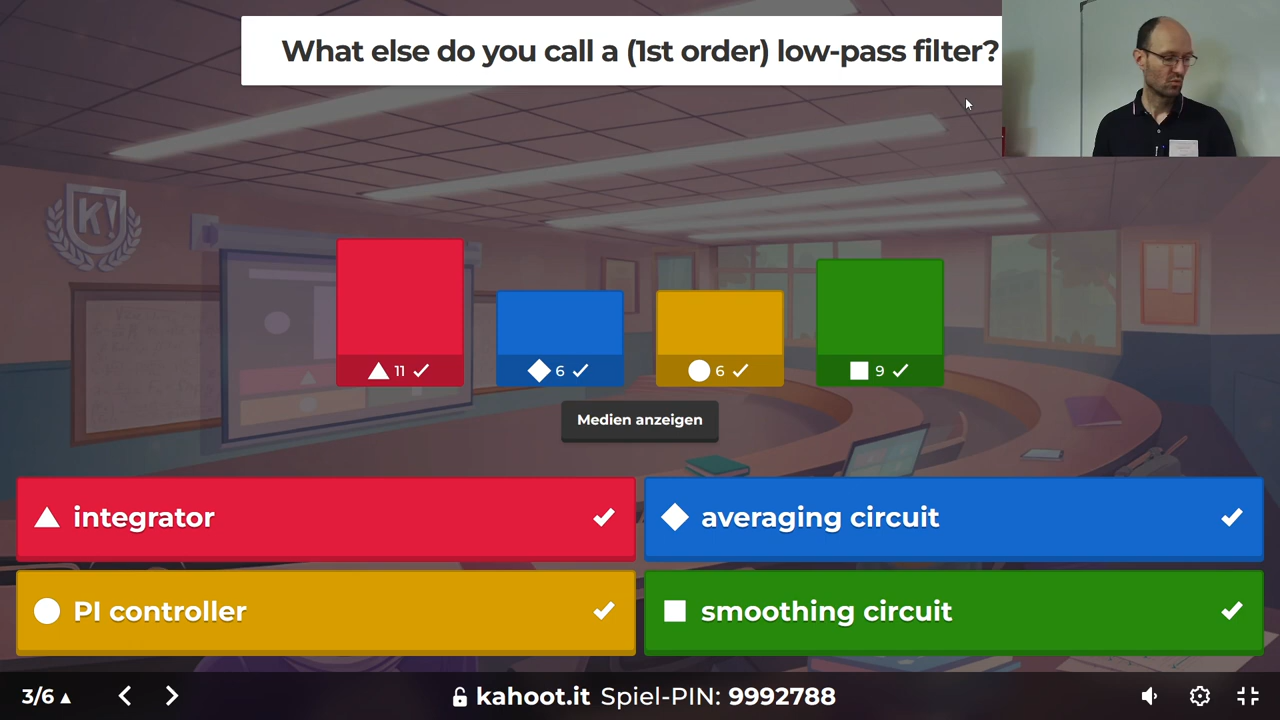 What else do you call a (1st order) low-pass filter?
K!
11
6
6
9
Medien anzeigen
integrator
averaging circuit
PI controller
smoothing circuit
3/6
kahoot.it Spiel-PIN: 9992788